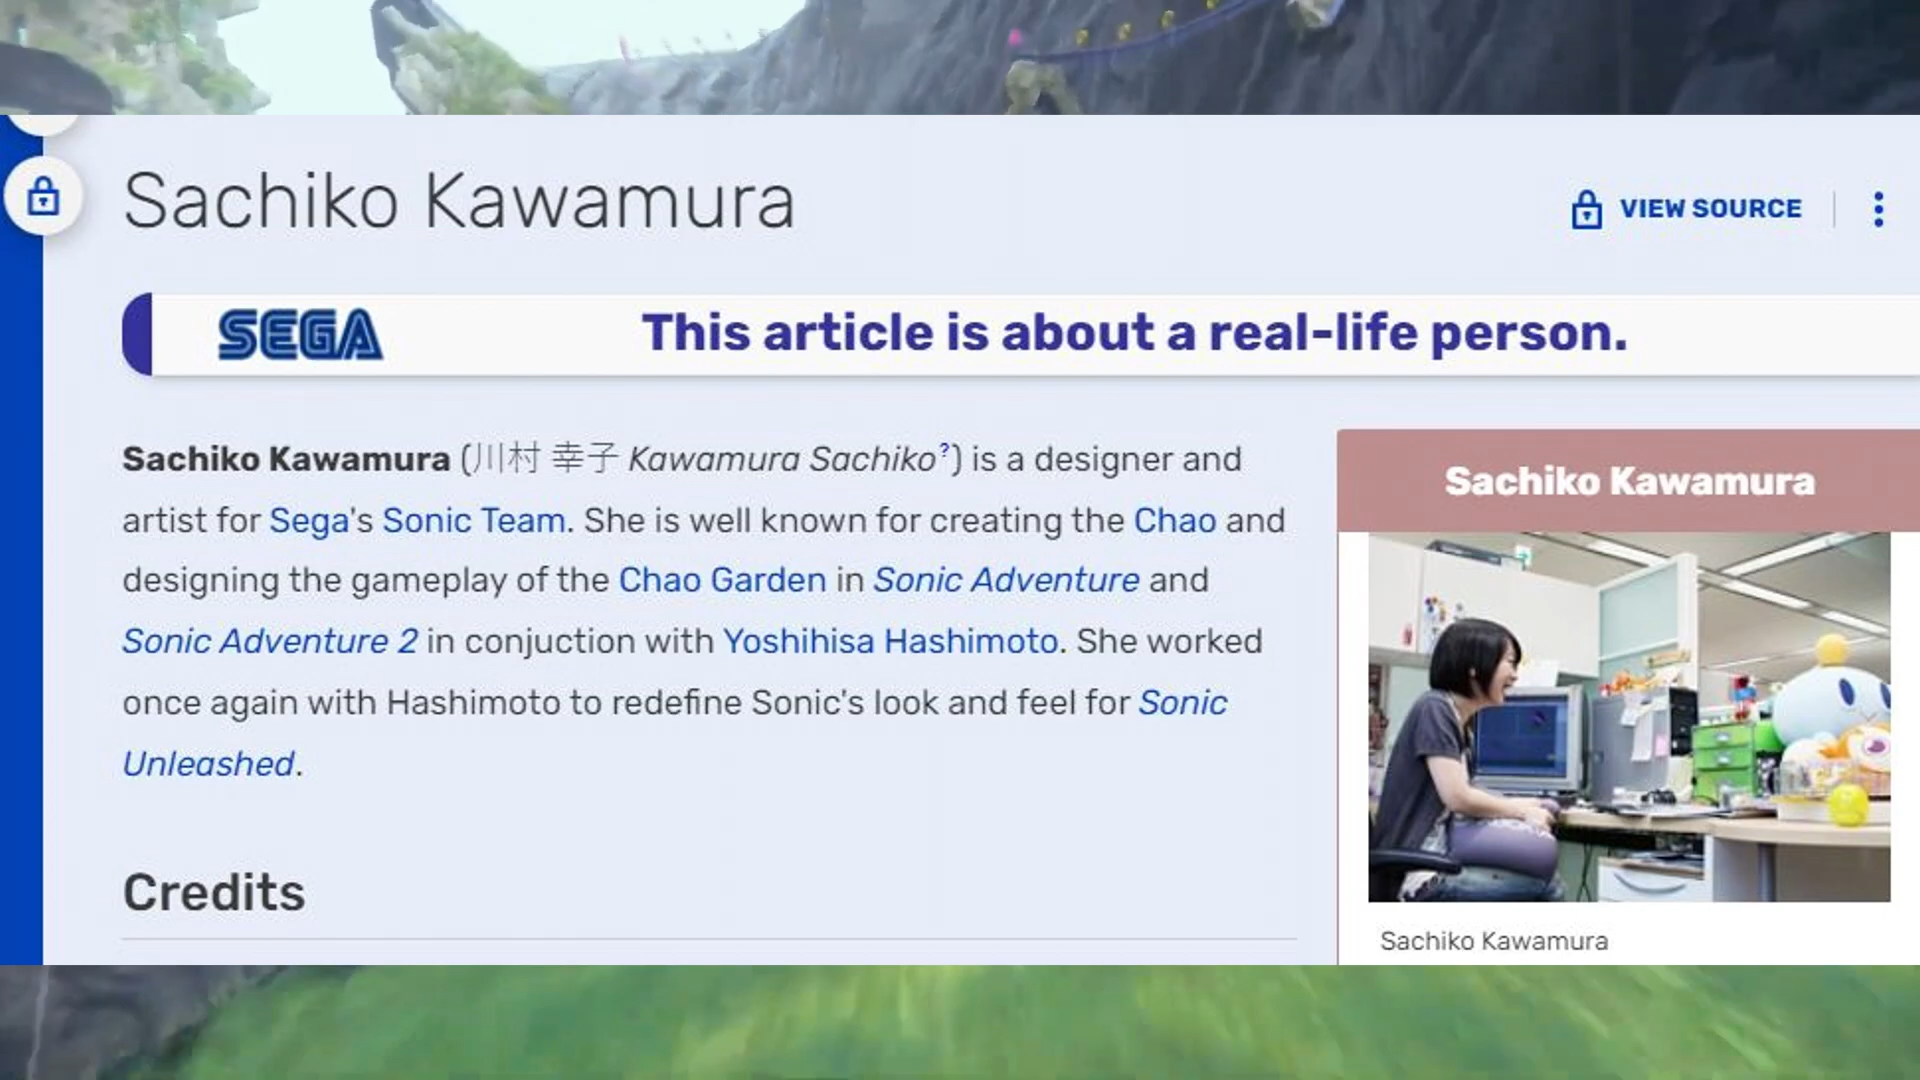 Sachiko Kawamura
VIEW SOURCE
SEGA
This article is about a real-life person.
Sachiko Kawamura (川村 幸子 Kawamura Sachiko?) is a designer and
artist for Sega's Sonic Team. She is well known for creating the Chao and
designing the gameplay of the Chao Garden in Sonic Adventure and
Sonic Adventure 2 in conjuction with Yoshihisa Hashimoto. She worked
once again with Hashimoto to redefine Sonic's look and feel for Sonic
Unleashed.
Credits
Sachiko Kawamura
Sachiko Kawamura